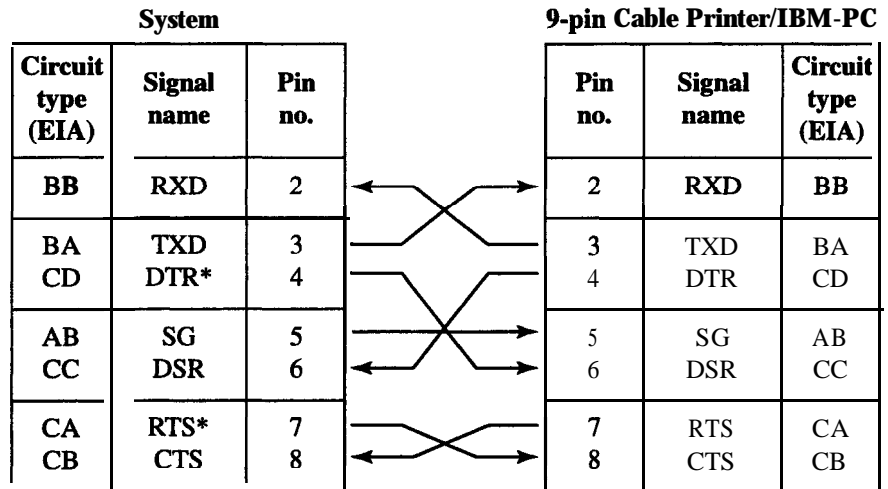 System 9-pin Cable Printer/IBM-PC
Circuit type (EIA) Signal name Pin no. Pin no. Signal name Circuit type (EIA)
BB RXD 2 2 RXD BB
BA TXD 3 3 TXD BA
CD DTR* 4 4 DTR CD
AB SG 5 5 SG AB
CC DSR 6 6 DSR CC
CA RTS* 7 7 RTS CA
CB CTS 8 8 CTS CB